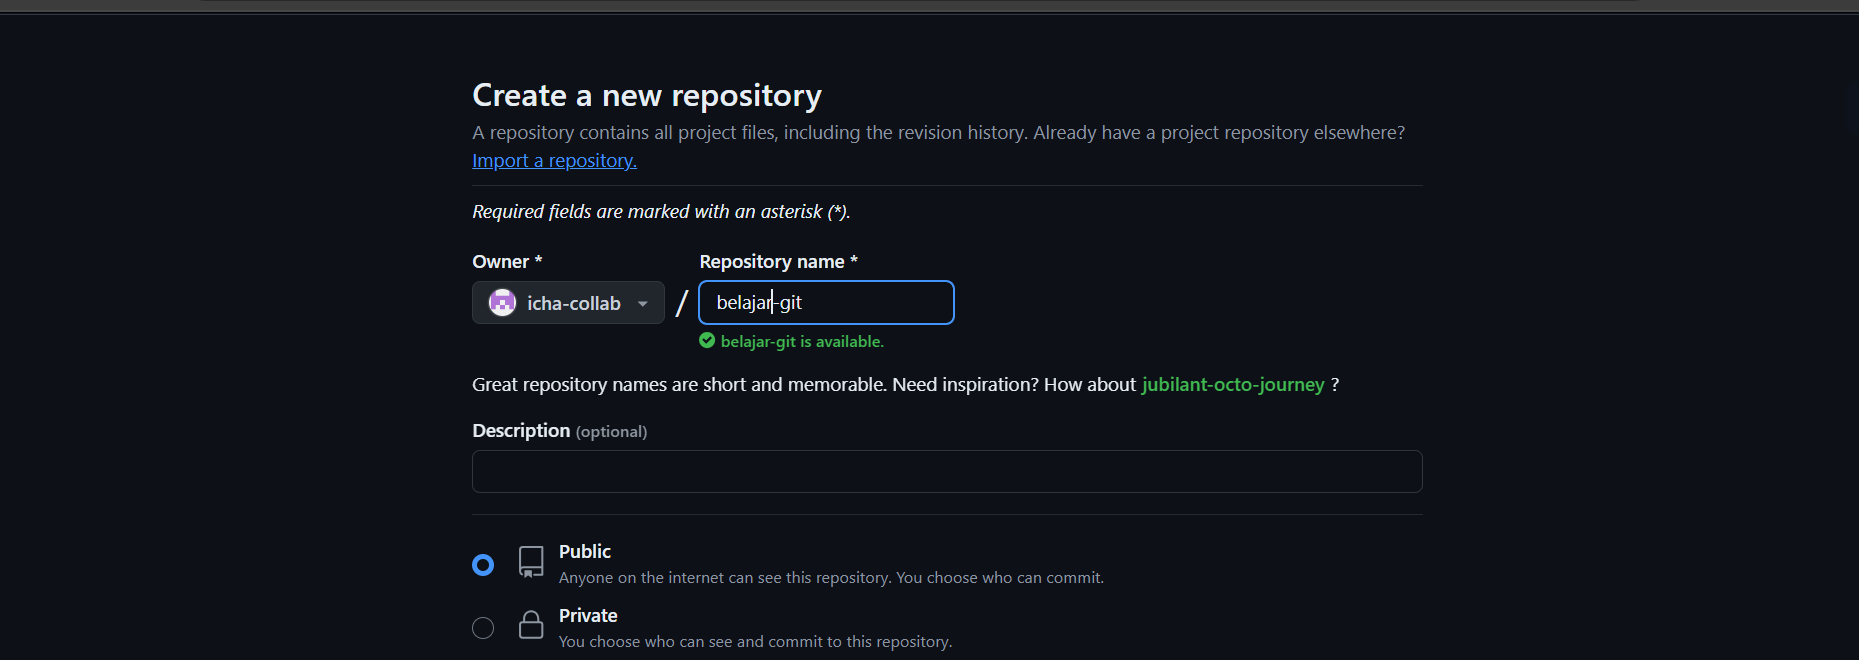 Create a new repository
A repository contains all project files, including the revision history. Already have a project repository elsewhere?
Import a repository.
Required fields are marked with an asterisk (*).
Owner *
Repository name *
icha-collab
/
belajar-git
belajar-git is available.
Great repository names are short and memorable. Need inspiration? How about jubilant-octo-journey ?
Description (optional)
Public
Anyone on the internet can see this repository. You choose who can commit.
Private
You choose who can see and commit to this repository.